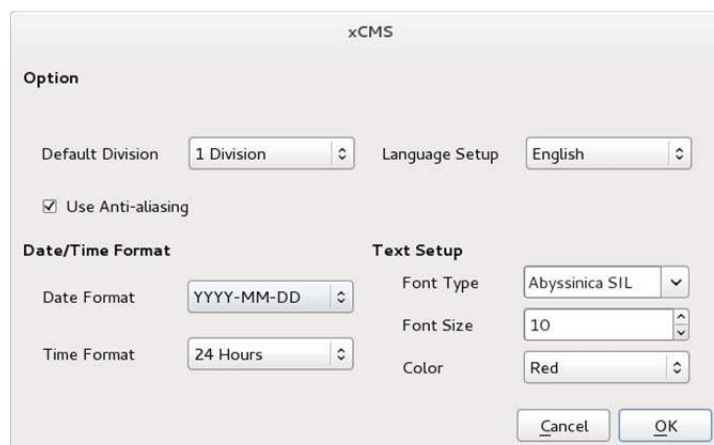 xCMS
Option
Default Division 1 Division Language Setup English
Use Anti-aliasing
Date/Time Format Text Setup
Font Type Abyssinica SIL
Date Format YYYY-MM-DD
Font Size 10
Time Format 24 Hours
Color Red
Cancel OK